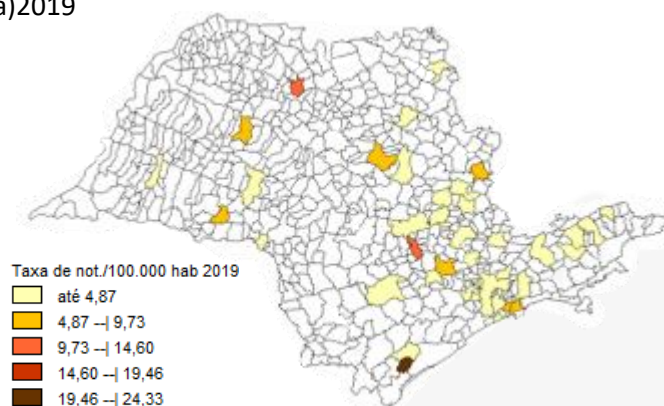 a)2019
Taxa de not./100.000 hab 2019
até 4,87
4,87 --| 9,73
9,73 --| 14,60
14,60 --| 19,46
19,46 --| 24,33